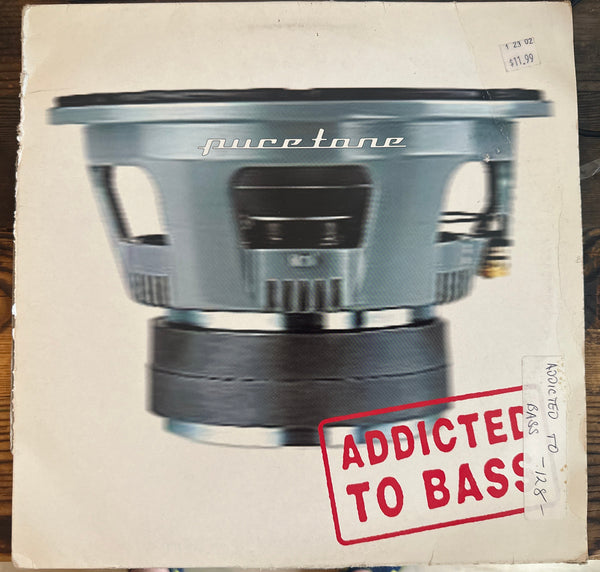 1 23 02
$11.99
puretone
ADDICTED
TO BASS
ADDICTED TO
BASS -128-